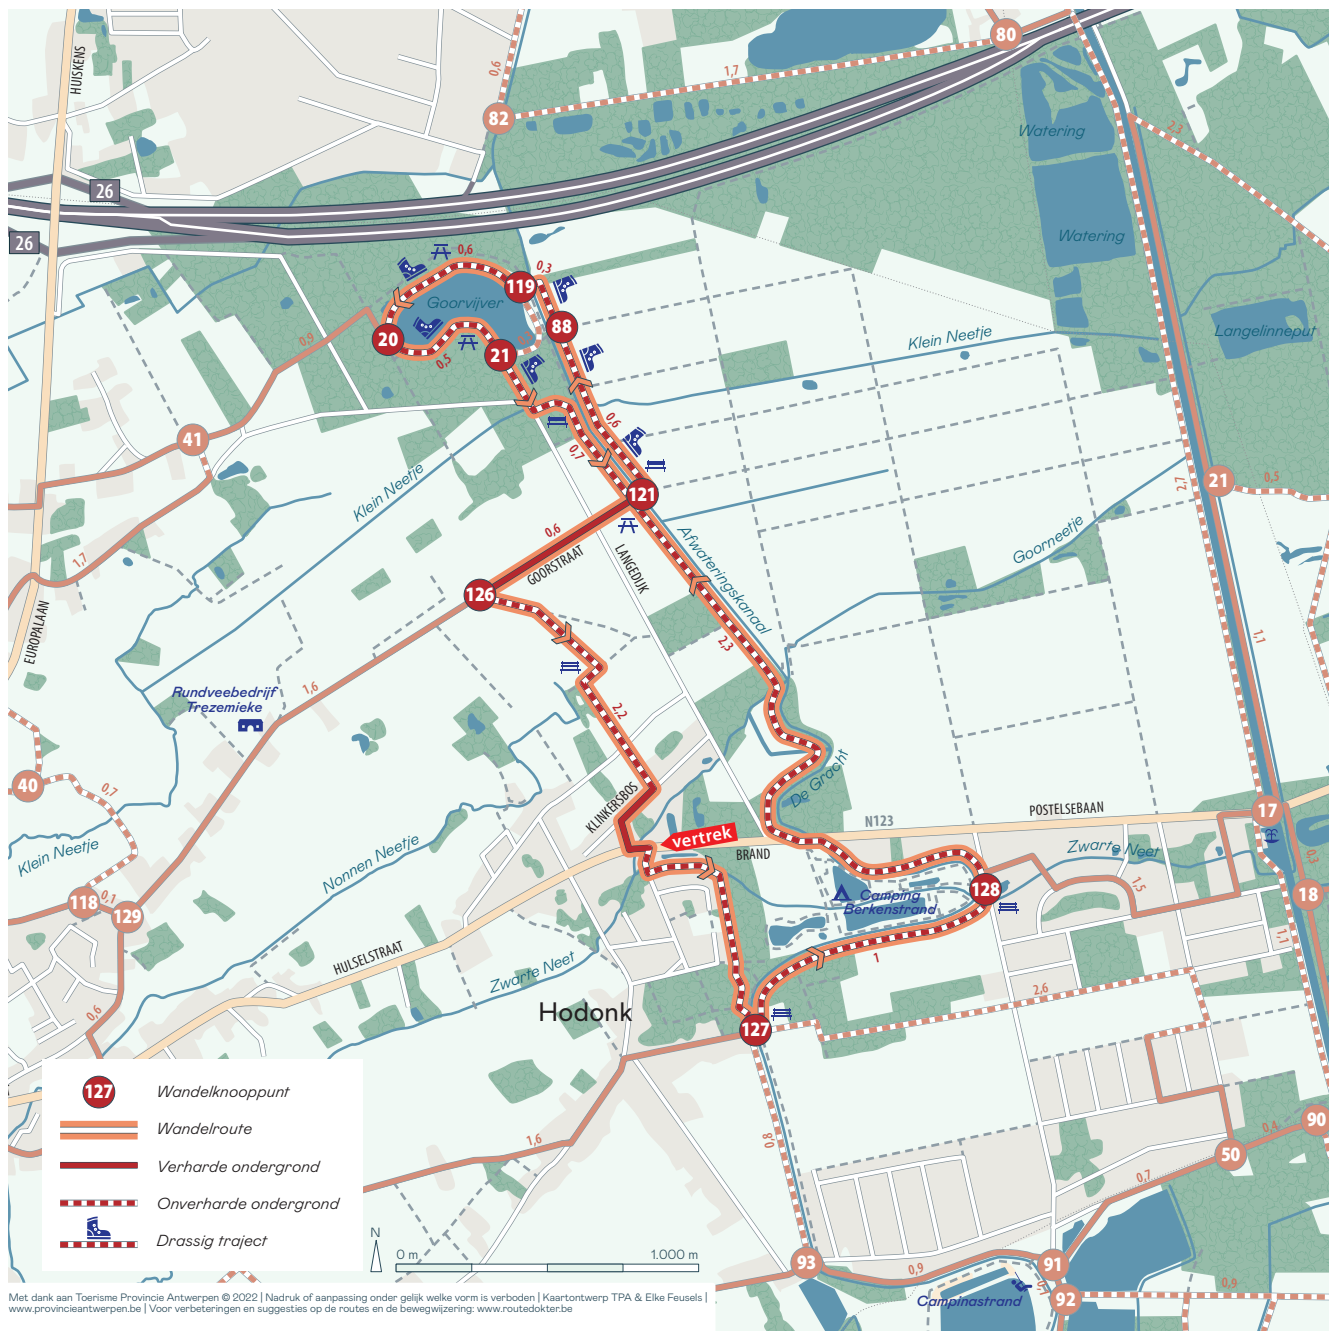 HUISKENS
0,6
82
1,7
80
Watering
2,3
26
26
Watering
0,6
0,3
119
Goorvijver
88
20
0,5
21
0,9
Klein Neetje
Langelinneput
41
0,6
0,7
Klein Neetje
121
2,7
21
0,5
0,6
GOORSTRAAT
LANGEDIJK
Afwateringskanaal
Goorneetje
1,7
126
EUROPALAAN
2,3
1,1
Rundveebedrijf
Trezemieke
1,6
2,2
40
0,7
De Gracht
KLINKERSBOS
POSTELSEBAAN
17
N123
vertrek
BRAND
Zwarte Neet
Klein Neetje
Nonnen Neetje
0,3
128
Camping
Berkenstrand
1,5
18
118
0,1
129
1
1,1
HULSELSTRAAT
Zwarte Neet
2,6
0,6
Hodonk
127
127
Wandelknooppunt
Wandelroute
Verharde ondergrond
Onverharde ondergrond
Drassig traject
1,6
0,8
90
0,4
50
0,7
N
0 m
1.000 m
93
0,9
91
0,9
92
Campinastrand
Met dank aan Toerisme Provincie Antwerpen © 2022 | Nadruk of aanpassing onder gelijk welke vorm is verboden | Kaartontwerp TPA & Elke Feusels |
www.provincieantwerpen.be | Voor verbeteringen en suggesties op de routes en de bewegwijzering: www.routedokter.be